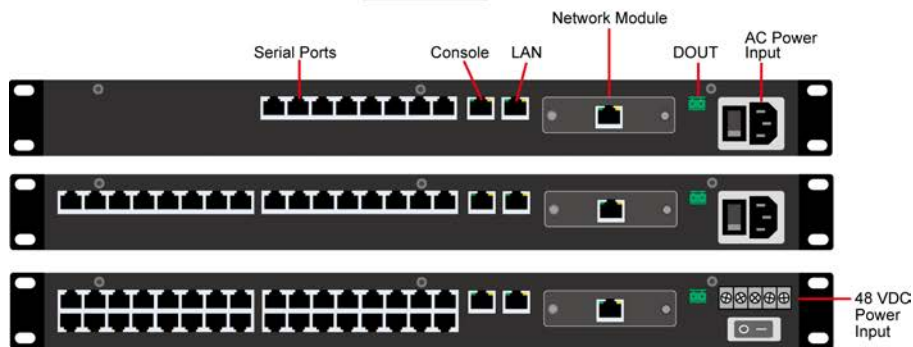 Network Module
Serial Ports
Console
LAN
DOUT
AC Power
Input
48 VDC
Power
Input